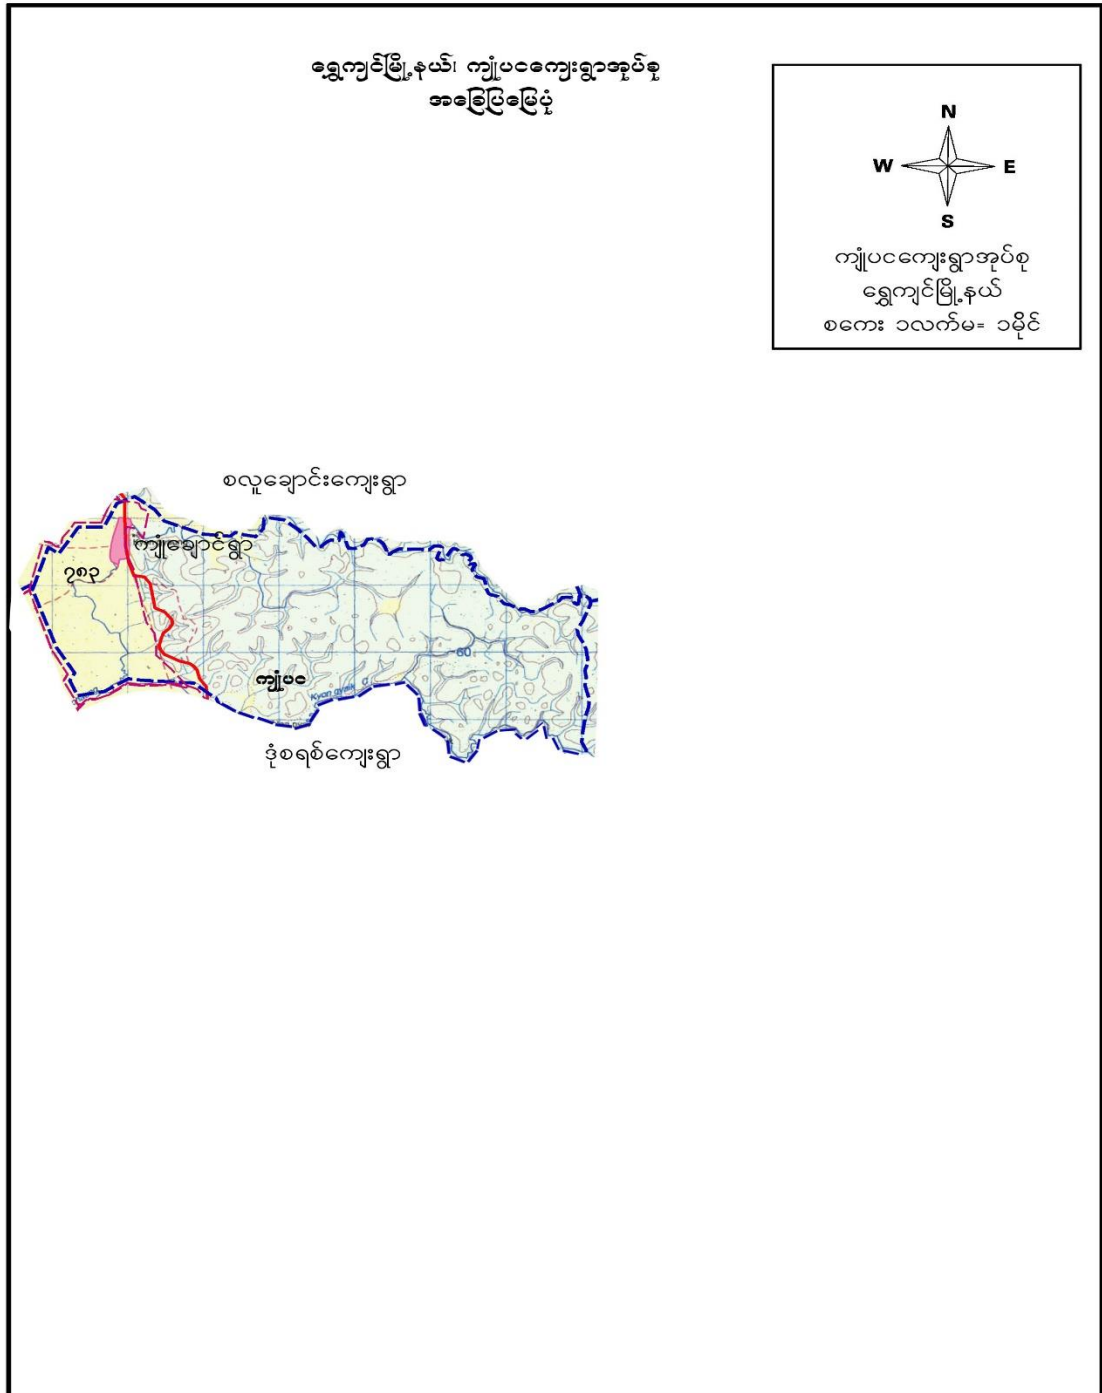 ရွှေကျင်မြို့နယ်၊ ကျုံပငကျေးရွာအုပ်စု
အခြေပြမြေပုံ
N
W E
S
ကျုံပငကျေးရွာအုပ်စု
ရွှေကျင်မြို့နယ်
စကေး ၁လက်မ= ၁မိုင်
စလူချောင်းကျေးရွာ
ကျုံချောင်ရွာ
၇၈၃
60
ကျုံပင
Kyon gyaik
ဒုံစရစ်ကျေးရွာ